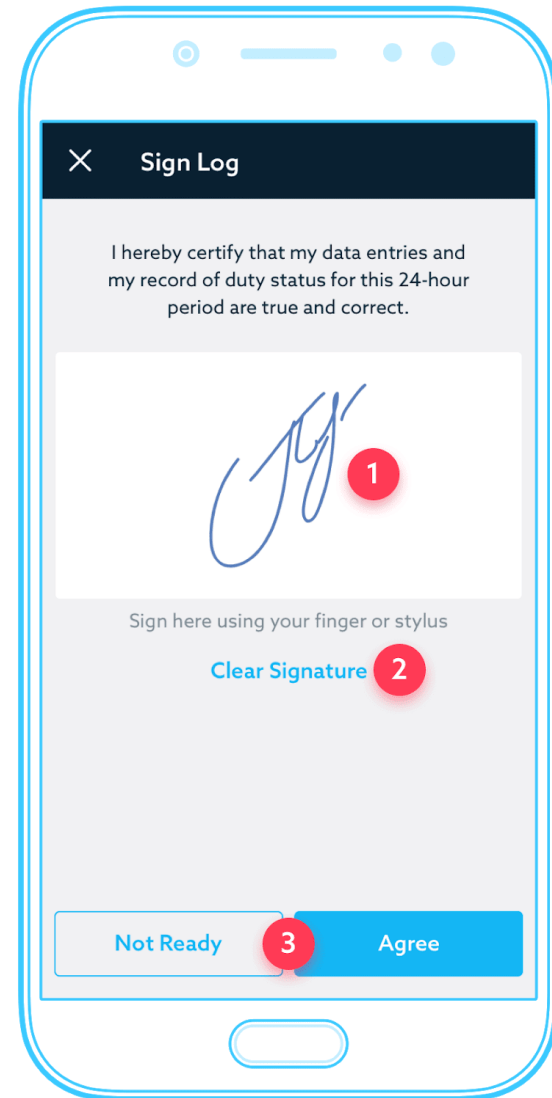 Sign Log
I hereby certify that my data entries and
my record of duty status for this 24-hour
period are true and correct.
1
Sign here using your finger or stylus
Clear Signature 2
Not Ready 3 Agree